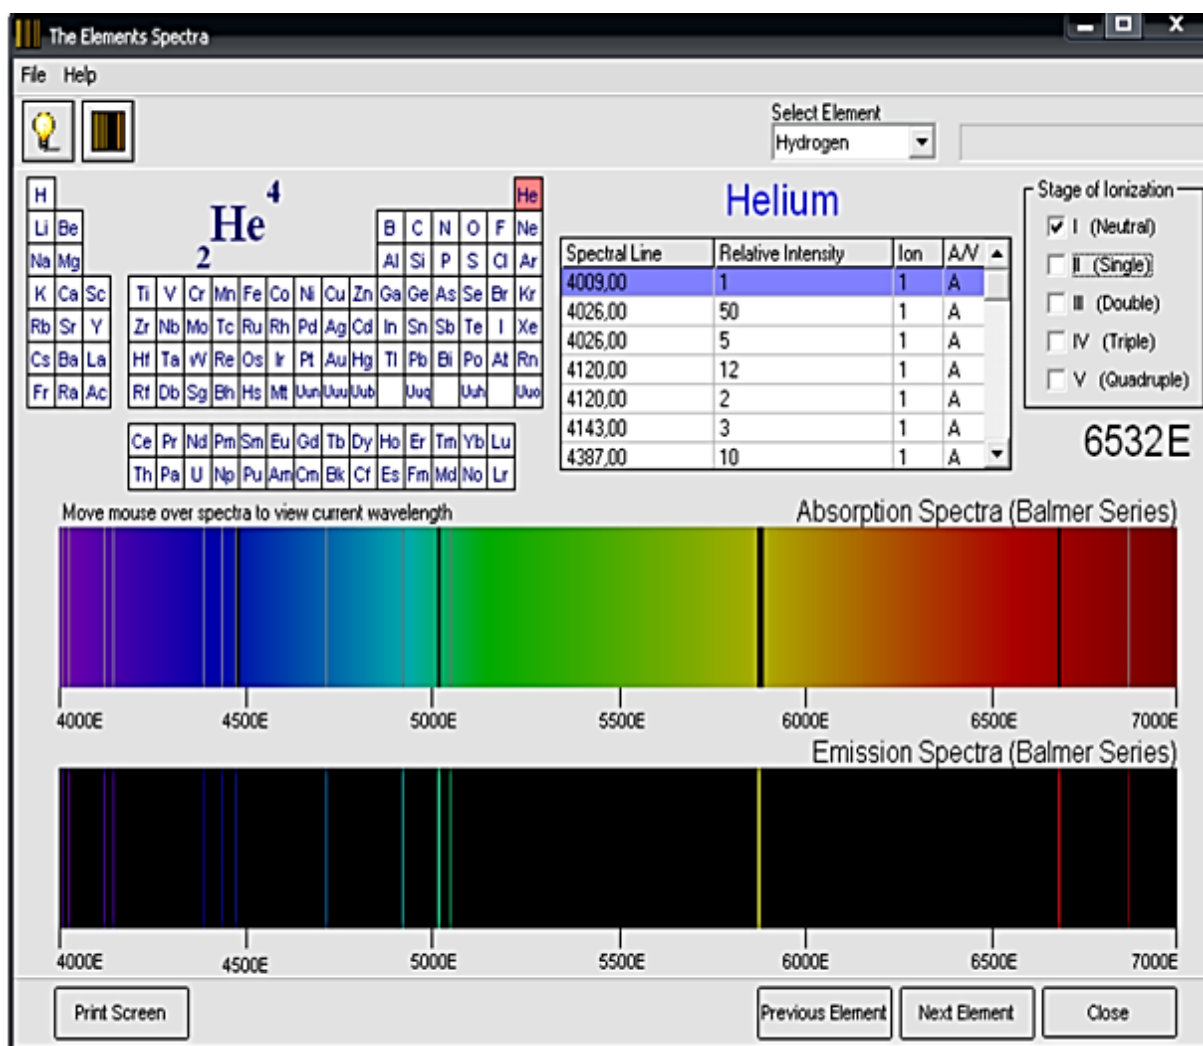 The Elements Spectra
File Help
Select Element
Hydrogen
H He
Li Be B C N O F Ne
Na Mg Al Si P S Cl Ar
K Ca Sc Ti V Cr Mn Fe Co Ni Cu Zn Ga Ge As Se Br Kr
Rb Sr Y Zr Nb Mo Tc Ru Rh Pd Ag Cd In Sn Sb Te I Xe
Cs Ba La Hf Ta W Re Os Ir Pt Au Hg Tl Pb Bi Po At Rn
Fr Ra Ac Rf Db Sg Bh Hs Mt Uun Uuu Uub Uuq Uuh Uuo
Ce Pr Nd Pm Sm Eu Gd Tb Dy Ho Er Tm Yb Lu
Th Pa U Np Pu Am Cm Bk Cf Es Fm Md No Lr
4
He
2
Helium
Spectral Line Relative Intensity Ion A/V
4009,00 1 1 A
4026,00 50 1 A
4026,00 5 1 A
4120,00 12 1 A
4120,00 2 1 A
4143,00 3 1 A
4387,00 10 1 A
Stage of Ionization
I (Neutral)
II (Single)
III (Double)
IV (Triple)
V (Quadruple)
6532E
Move mouse over spectra to view current wavelength
Absorption Spectra (Balmer Series)
4000E 4500E 5000E 5500E 6000E 6500E 7000E
Emission Spectra (Balmer Series)
4000E 4500E 5000E 5500E 6000E 6500E 7000E
Print Screen Previous Element Next Element Close